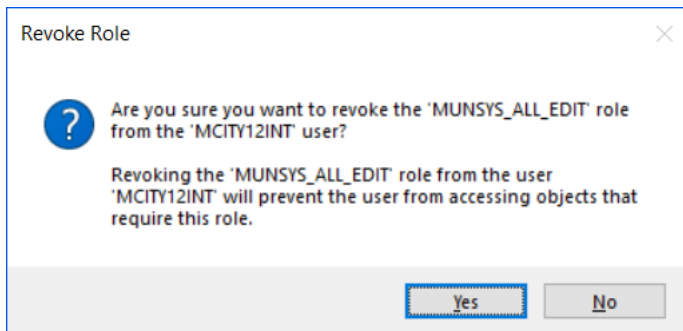 Revoke Role
Are you sure you want to revoke the 'MUNSYS_ALL_EDIT' role
from the 'MCITY12INT' user?
Revoking the 'MUNSYS_ALL_EDIT' role from the user
'MCITY12INT' will prevent the user from accessing objects that
require this role.
Yes
No